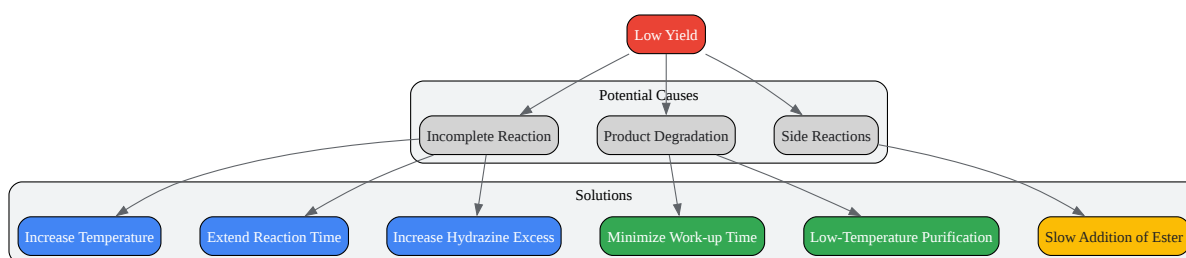 Low Yield
Potential Causes
Incomplete Reaction
Product Degradation
Side Reactions
Solutions
Increase Temperature
Extend Reaction Time
Increase Hydrazine Excess
Minimize Work-up Time
Low-Temperature Purification
Slow Addition of Ester